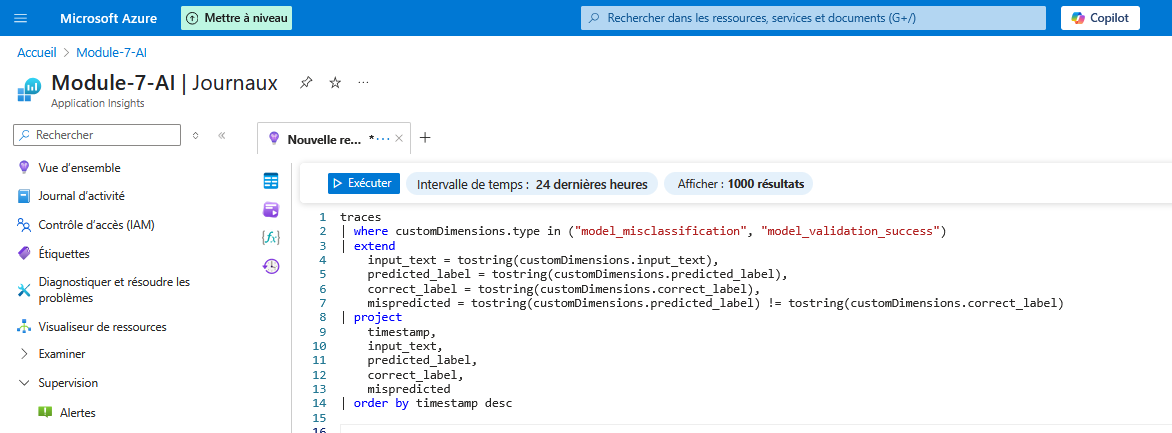 Microsoft Azure
Mettre à niveau
Rechercher dans les ressources, services et documents (G+/)
Copilot
Accueil > Module-7-AI
Module-7-AI | Journaux
Application Insights
Rechercher
Vue d'ensemble
Journal d'activité
Contrôle d'accès (IAM)
Étiquettes
Diagnostiquer et résoudre les
problèmes
Visualiseur de ressources
Examiner
Supervision
Alertes
Nouvelle re... *
Exécuter
Intervalle de temps : 24 dernières heures
Afficher : 1000 résultats
1 traces
2 | where customDimensions.type in ("model_misclassification", "model_validation_success")
3 | extend
4 input_text = tostring(customDimensions.input_text),
5 predicted_label = tostring(customDimensions.predicted_label),
6 correct_label = tostring(customDimensions.correct_label),
7 mispredicted = tostring(customDimensions.predicted_label) != tostring(customDimensions.correct_label)
8 | project
9 timestamp,
10 input_text,
11 predicted_label,
12 correct_label,
13 mispredicted
14 | order by timestamp desc
15
16